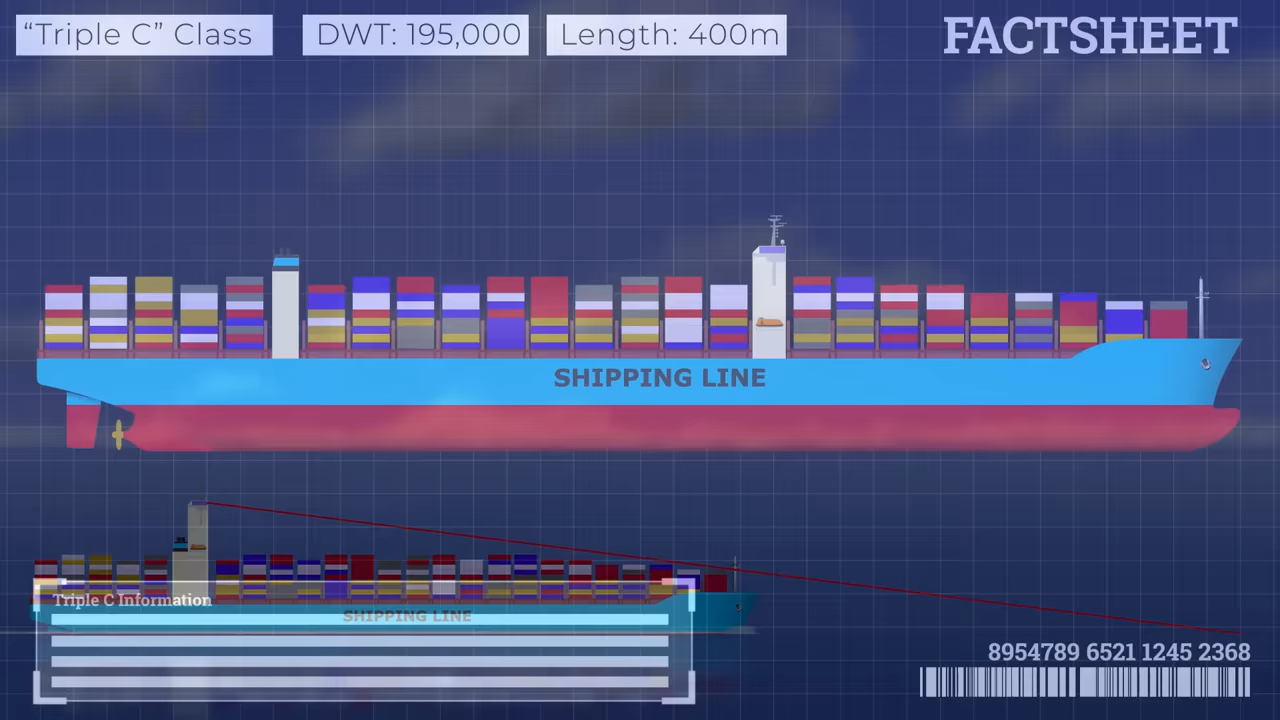 “Triple C” Class
DWT: 195,000
Length: 400m
FACTSHEET
SHIPPING LINE
Triple C Information
SHIPPING LINE
8954789 6521 1245 2368